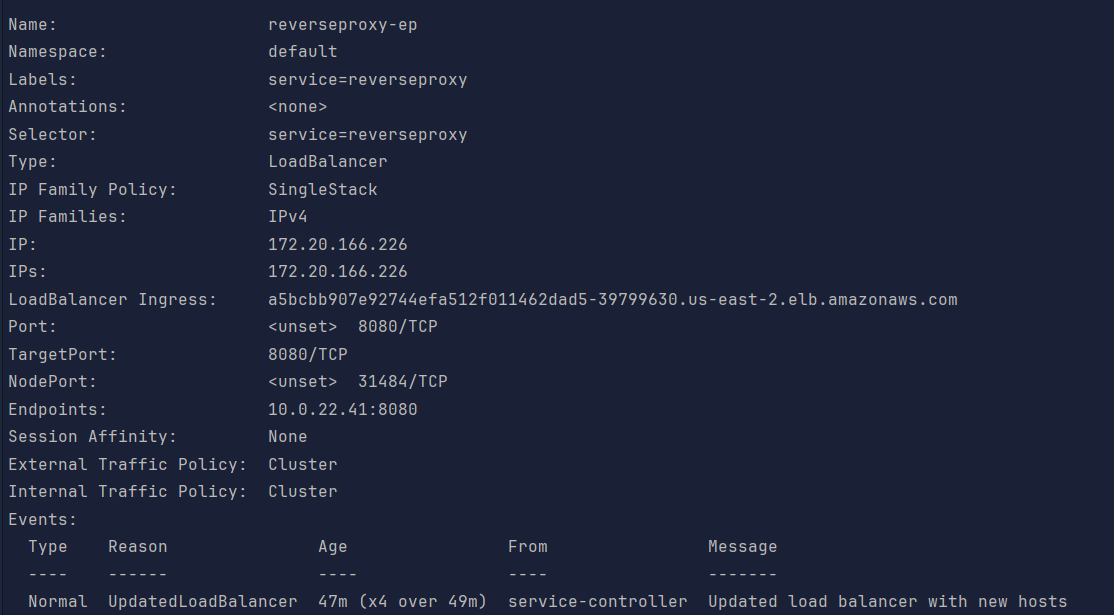 Name:                     reverseproxy-ep
Namespace:                default
Labels:                   service=reverseproxy
Annotations:              <none>
Selector:                 service=reverseproxy
Type:                     LoadBalancer
IP Family Policy:         SingleStack
IP Families:              IPv4
IP:                       172.20.166.226
IPs:                      172.20.166.226
LoadBalancer Ingress:     a5bcbb907e92744efa512f011462dad5-39799630.us-east-2.elb.amazonaws.com
Port:                     <unset>  8080/TCP
TargetPort:               8080/TCP
NodePort:                 <unset>  31484/TCP
Endpoints:                10.0.22.41:8080
Session Affinity:         None
External Traffic Policy:  Cluster
Internal Traffic Policy:  Cluster
Events:
  Type    Reason               Age                From                Message
  ----    ------               ----               ----                -------
  Normal  UpdatedLoadBalancer  47m (x4 over 49m)  service-controller  Updated load balancer with new hosts